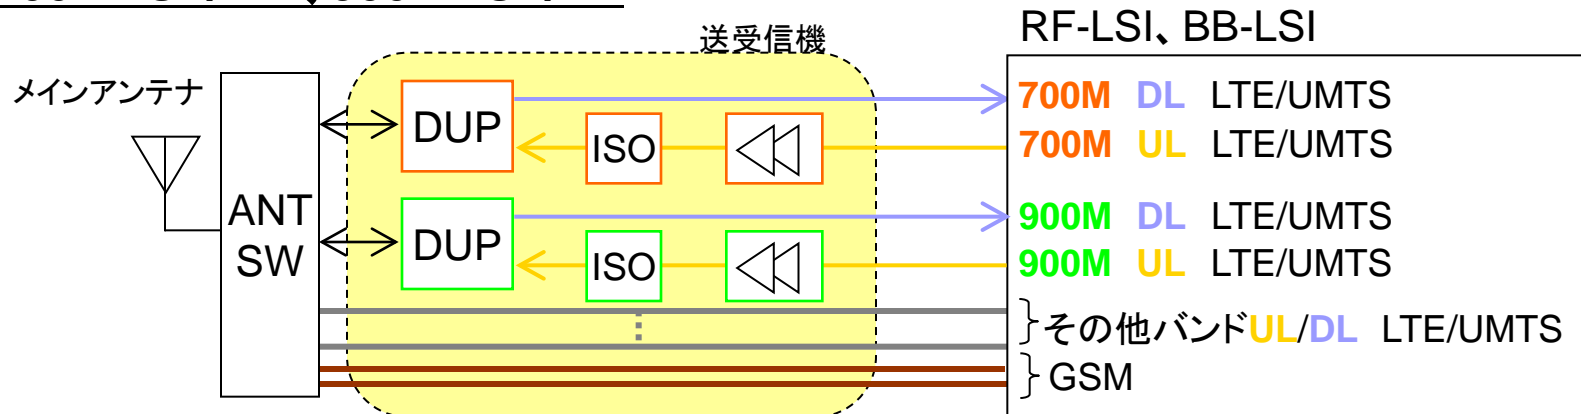 送受信機
RF-LSI、BB-LSI
メインアンテナ
ANT
SW
DUP
ISO
700M DL LTE/UMTS
700M UL LTE/UMTS
DUP
ISO
900M DL LTE/UMTS
900M UL LTE/UMTS
その他バンドUL/DL LTE/UMTS
GSM